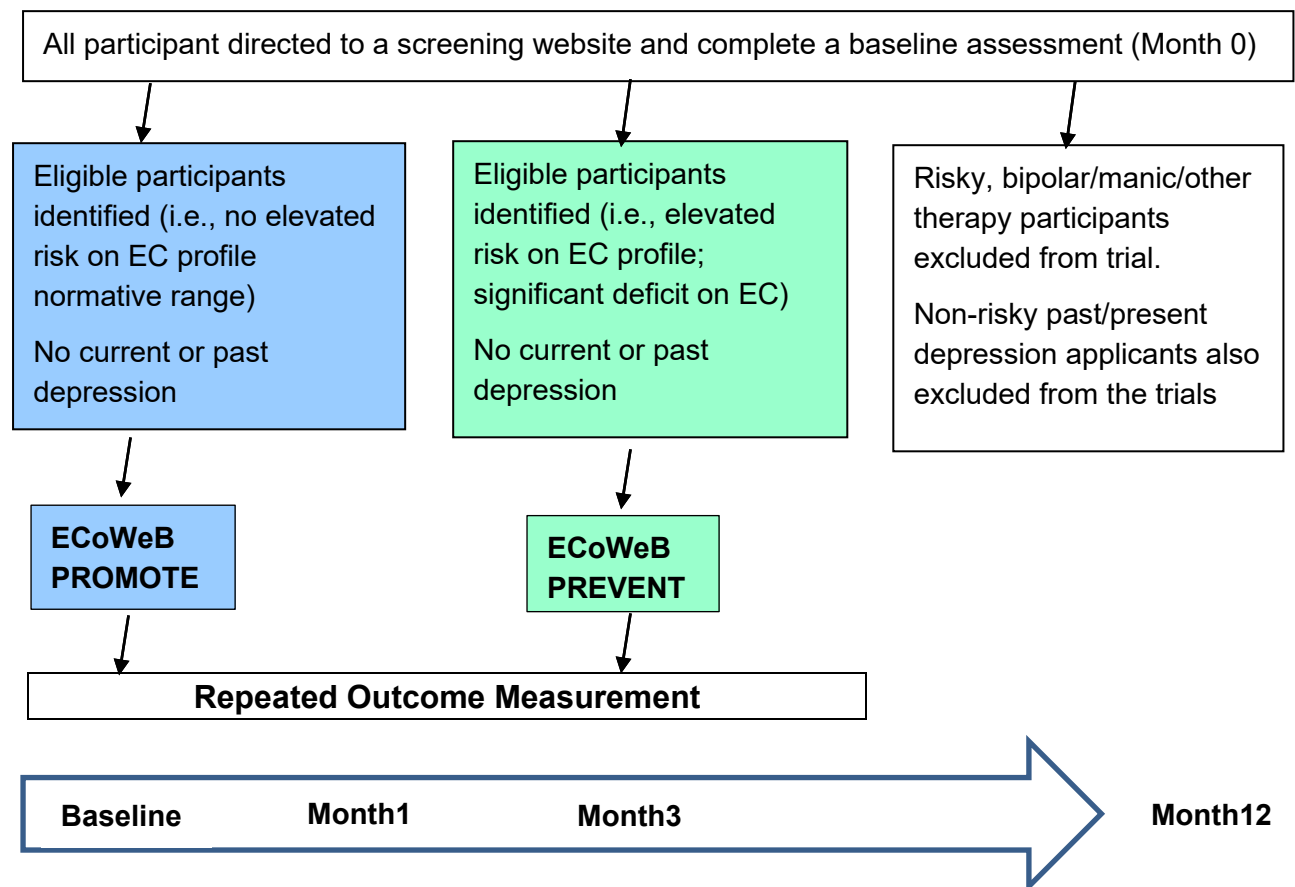 All participant directed to a screening website and complete a baseline assessment (Month 0)
Eligible participants
identified (i.e., no elevated
risk on EC profile
normative range)
No current or past
depression
Eligible participants
identified (i.e., elevated
risk on EC profile;
significant deficit on EC)
No current or past
depression
Risky, bipolar/manic/other
therapy participants
excluded from trial.
Non-risky past/present
depression applicants also
excluded from the trials
ECoWeB
PROMOTE
ECoWeB
PREVENT
Repeated Outcome Measurement
Baseline
Month1
Month3
Month12